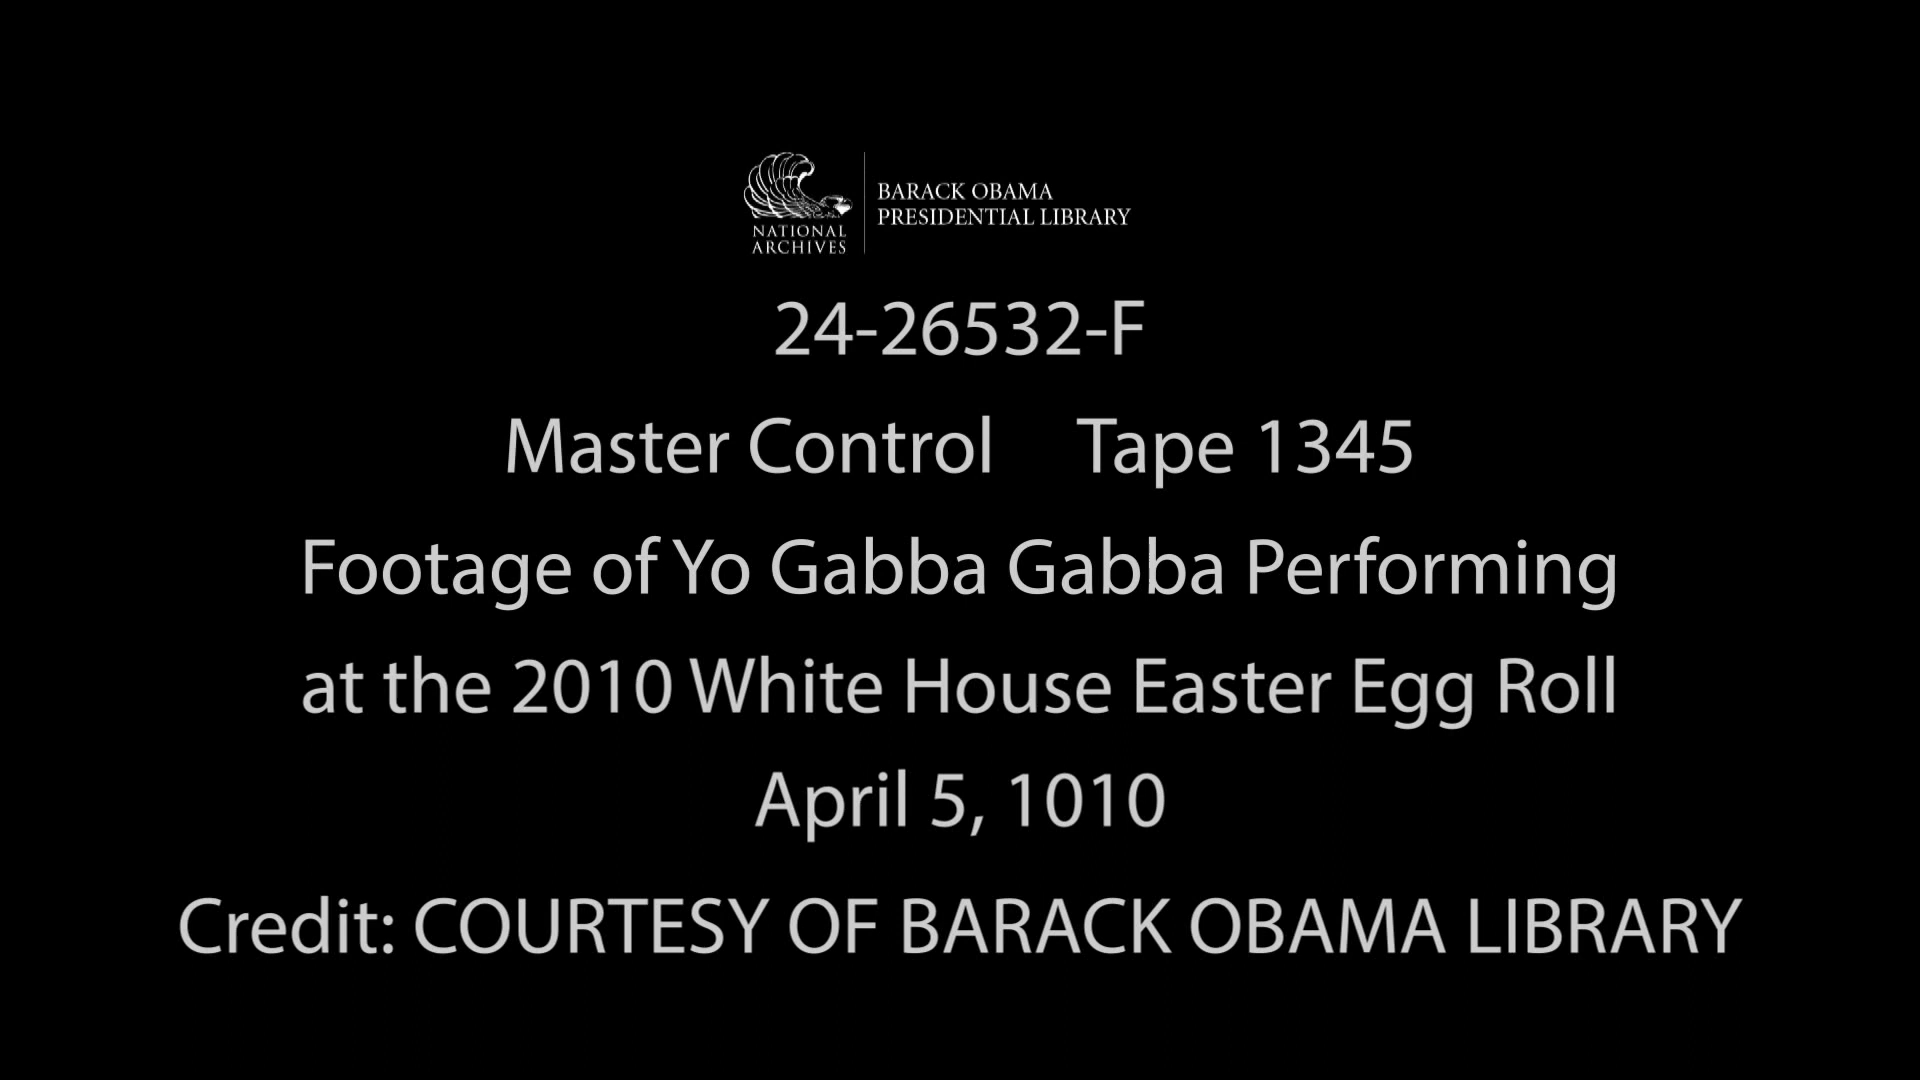 NATIONAL
ARCHIVES
BARACK OBAMA
PRESIDENTIAL LIBRARY
24-26532-F
Master Control Tape 1345
Footage of Yo Gabba Gabba Performing
at the 2010 White House Easter Egg Roll
April 5, 1010
Credit: COURTESY OF BARACK OBAMA LIBRARY